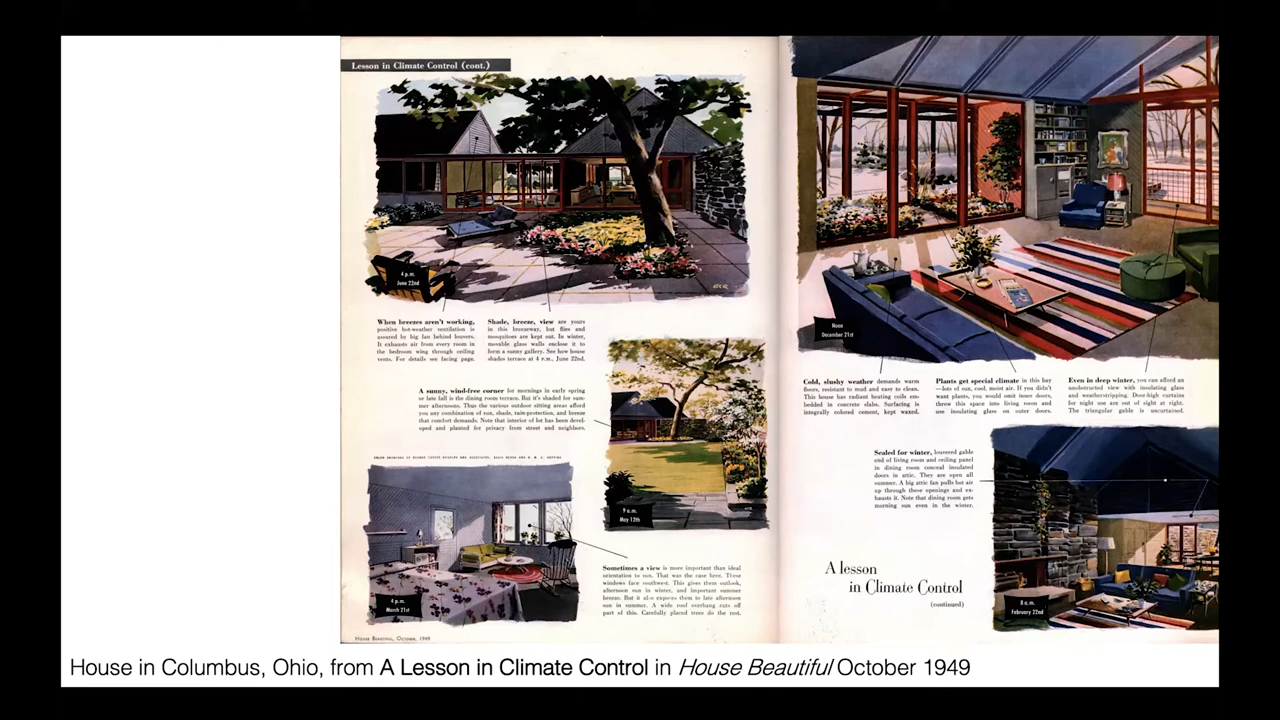 Lesson in Climate Control (cont.)
4 p.m.
June 22nd
When breezes aren't working,
positive hot-weather ventilation is
assured by big fan behind louvers.
It exhausts air from every room in
the bedroom wing through ceiling
vents. For details see facing page.
Shade, breeze, view are yours
in this breezeway, but flies and
mosquitoes are kept out. In winter,
movable glass walls enclose it to
form a sunny gallery. See how house
shades terrace at 4 P.M., June 22nd.
A sunny, wind-free corner for mornings in early spring
or late fall is the dining room terrace. But it's shaded for sum-
mer afternoons. Thus the various outdoor sitting areas afford
you any combination of sun, shade, rain-protection, and breeze
that comfort demands. Note that interior of lot has been devel-
oped and planted for privacy from street and neighbors.
9 a.m.
May 12th
4 p.m.
March 21st
Sometimes a view is more important than ideal
orientation to sun. That was the case here. These
windows face southwest. This gives them outlook,
afternoon sun in winter, and important summer
breeze. But it also exposes them to late afternoon
sun in summer. A wide roof overhang cuts off
part of this. Carefully placed trees do the rest.
House Beautiful, October, 1949
Noon
December 21st
Cold, slushy weather demands warm
floors, resistant to mud and easy to clean.
This house has radiant heating coils em-
bedded in concrete slabs. Surfacing is
integrally colored cement, kept waxed.
Plants get special climate in this bay
—lots of sun, cool, moist air. If you didn't
want plants, you would omit inner doors,
throw this space into living room and
use insulating glass on outer doors.
Even in deep winter, you can afford an
unobstructed view with insulating glass
and weatherstripping. Door-high curtains
for night use are out of sight at right.
The triangular gable is uncurtained.
Sealed for winter, louvered gable
end of living room and ceiling panel
in dining room conceal insulated
doors in attic. They are open all
summer. A big attic fan pulls hot air
up through these openings and ex-
hausts it. Note that dining room gets
morning sun even in the winter.
A lesson
in Climate Control
(continued)
8 a.m.
February 22nd
House in Columbus, Ohio, from A Lesson in Climate Control in House Beautiful October 1949